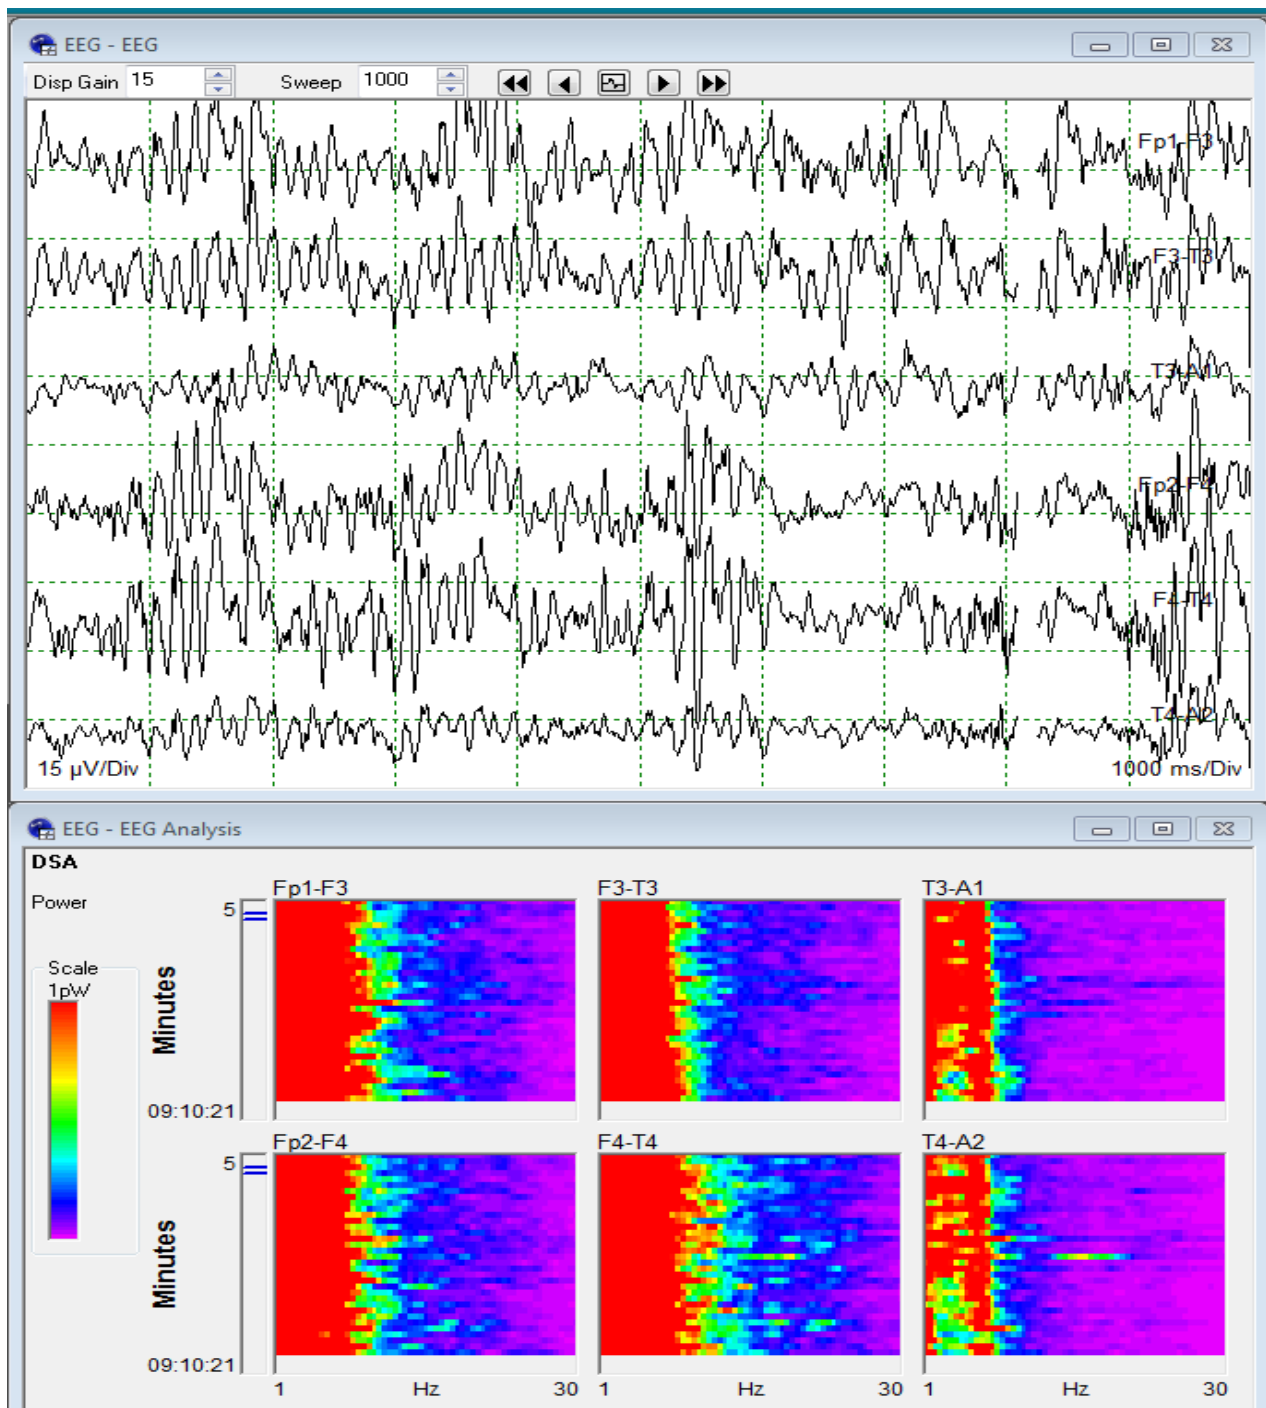 EEG - EEG
Disp Gain 15 Sweep 1000
Fp1-F3
F3-T3
T3-A1
Fp2-F4
F4-T4
T4-A2
15 µV/Div 1000 ms/Div
EEG - EEG Analysis
DSA
Fp1-F3 F3-T3 T3-A1
Power
5
Scale
1pW
Minutes
09:10:21
Fp2-F4 F4-T4 T4-A2
5
Minutes
09:10:21
1 Hz 30 1 Hz 30 1 Hz 30